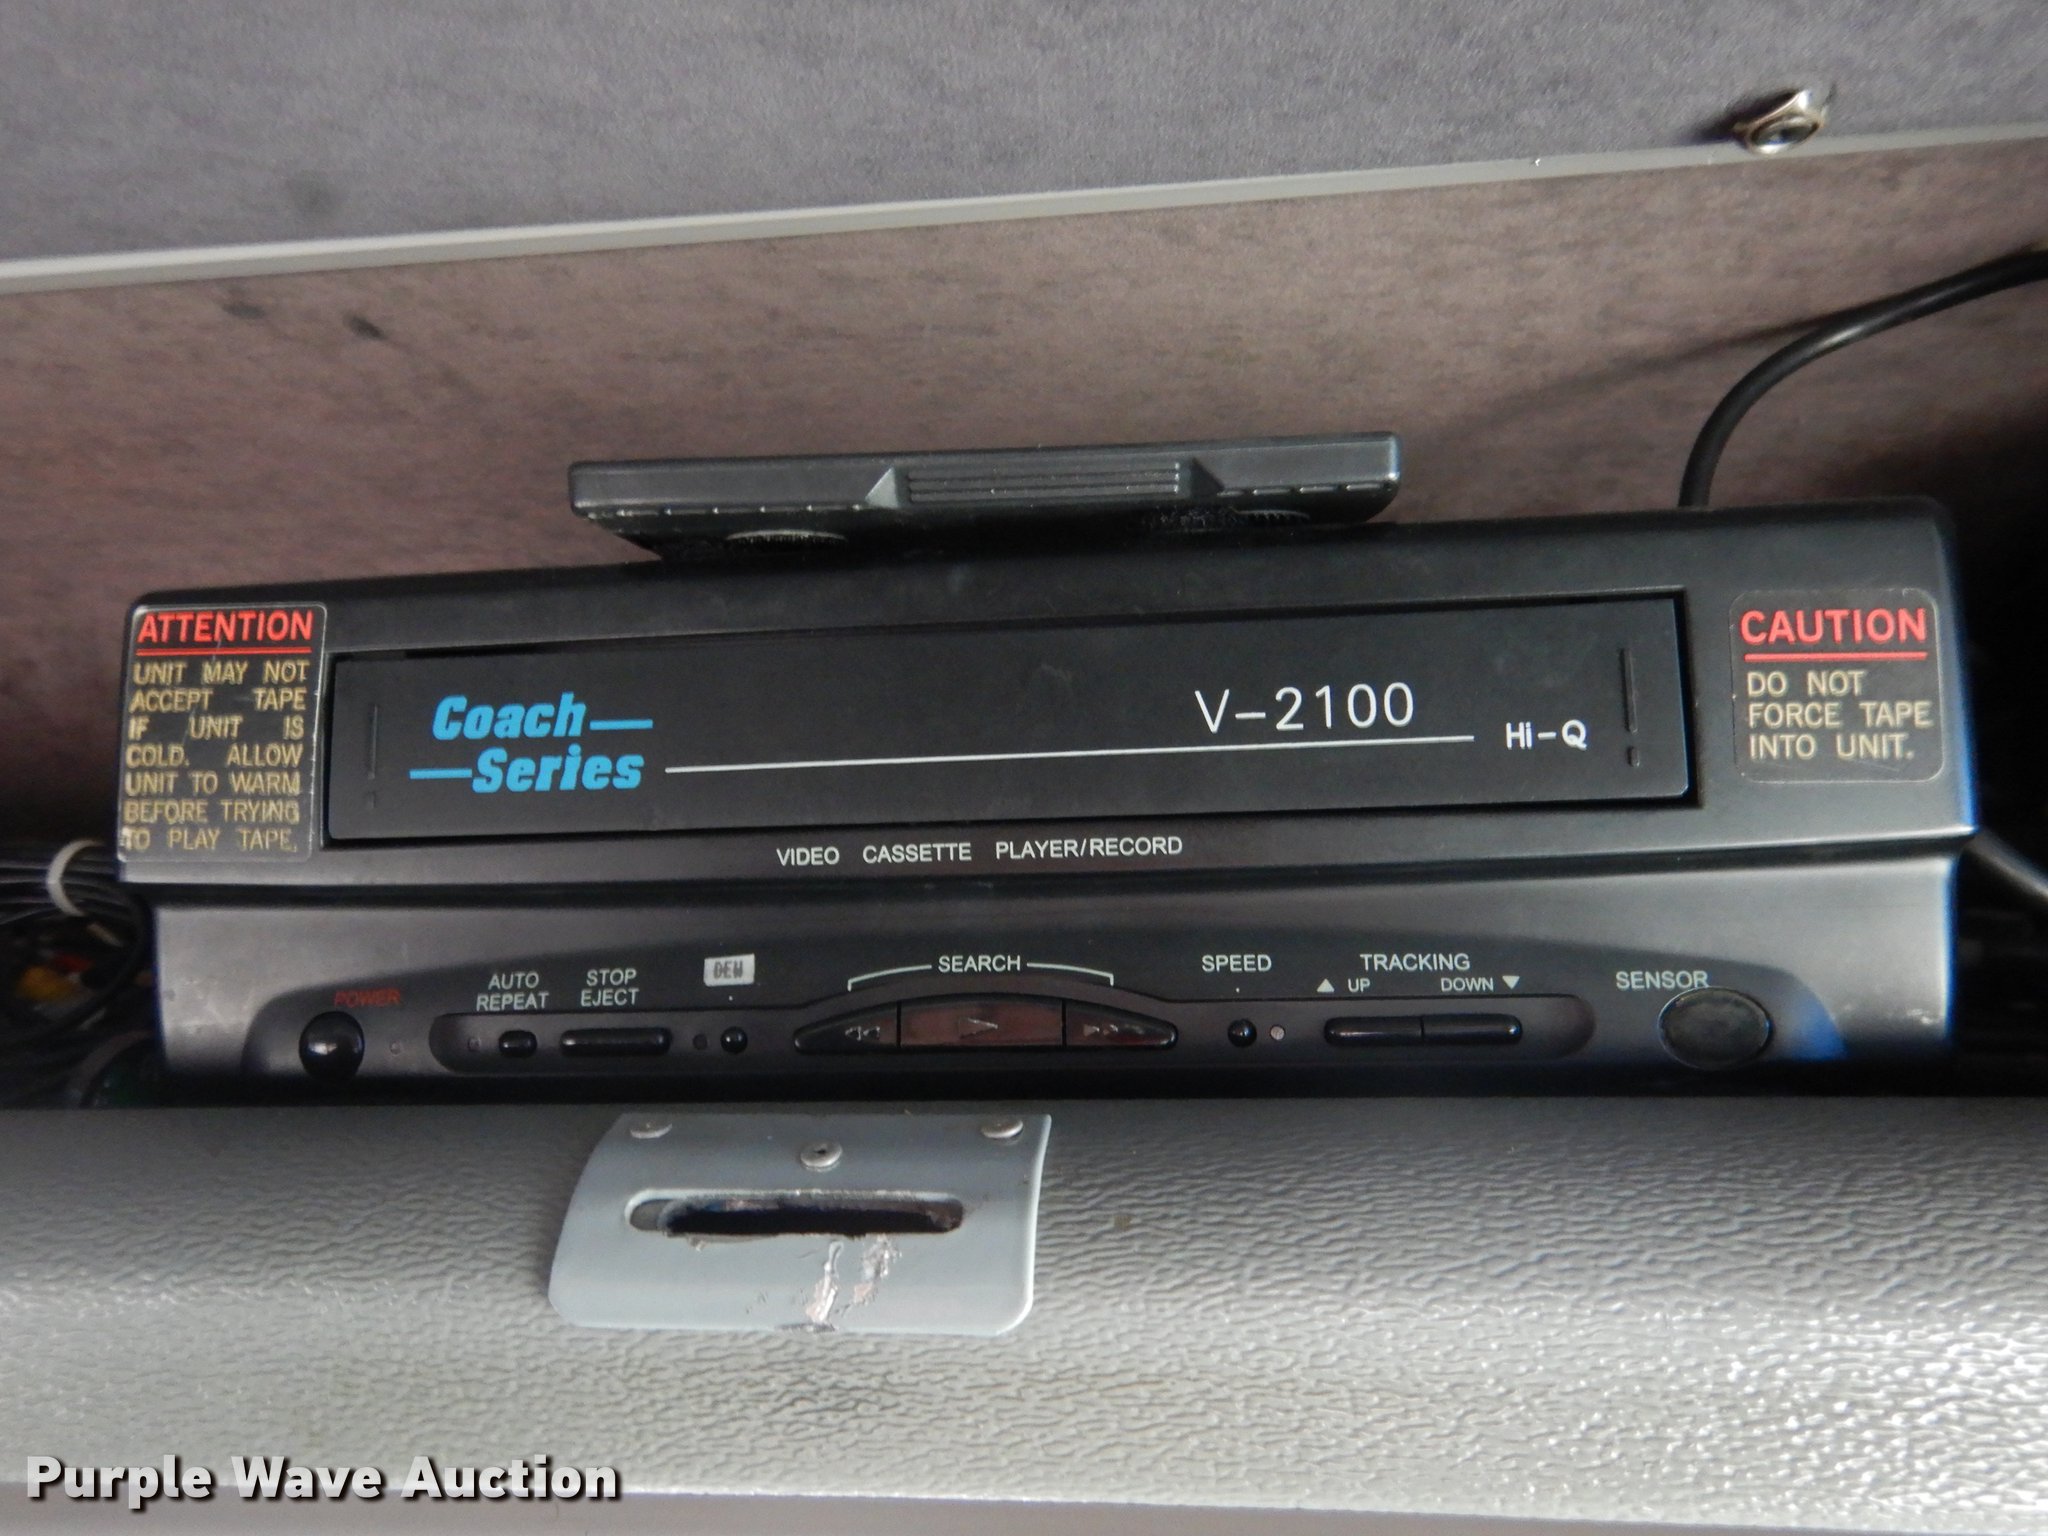 ATTENTION
UNIT MAY NOT
ACCEPT TAPE
IF UNIT IS
COLD. ALLOW
UNIT TO WARM
BEFORE TRYING
TO PLAY TAPE.
Coach
Series
V-2100
Hi-Q
CAUTION
DO NOT
FORCE TAPE
INTO UNIT.
VIDEO CASSETTE PLAYER/RECORD
POWER
AUTO
REPEAT
STOP
EJECT
DEW
SEARCH
SPEED
TRACKING
▲ UP DOWN ▼
SENSOR
Purple Wave Auction